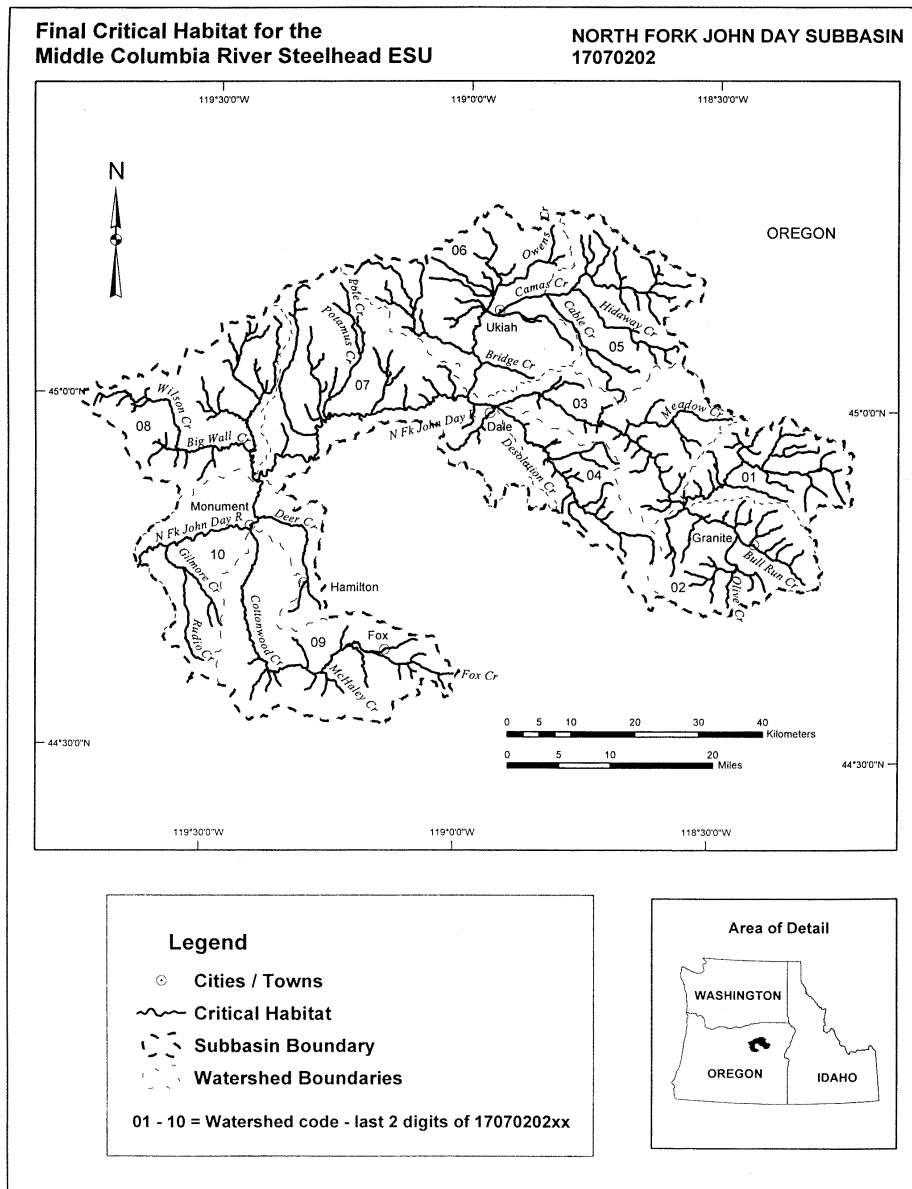 Final Critical Habitat for the
Middle Columbia River Steelhead ESU
NORTH FORK JOHN DAY SUBBASIN
17070202
119°30'0"W
119°0'0"W
118°30'0"W
N
OREGON
06
Owens Cr
Camas Cr
Pole Cr
Potamus Cr
Ukiah
Cable Cr
Hidaway Cr
05
Bridge Cr
45°0'0"N
45°0'0"N
Wilson Cr
07
03
08
N Fk John Day R
Dale
Meadow Cr
Big Wall Cr
Desolation Cr
04
01
Monument
Deer Cr
N Fk John Day R
Granite
Bull Run Cr
10
Gilmore Cr
Hamilton
02
Olive Cr
Rudio Cr
Cottonwood Cr
09
Fox
McHaley Cr
Fox Cr
0 5 10 20 30 40
Kilometers
0 5 10 20
Miles
44°30'0"N
44°30'0"N
119°30'0"W
119°0'0"W
118°30'0"W
Legend
Cities / Towns
Critical Habitat
Subbasin Boundary
Watershed Boundaries
01 - 10 = Watershed code - last 2 digits of 17070202xx
Area of Detail
WASHINGTON
OREGON
IDAHO